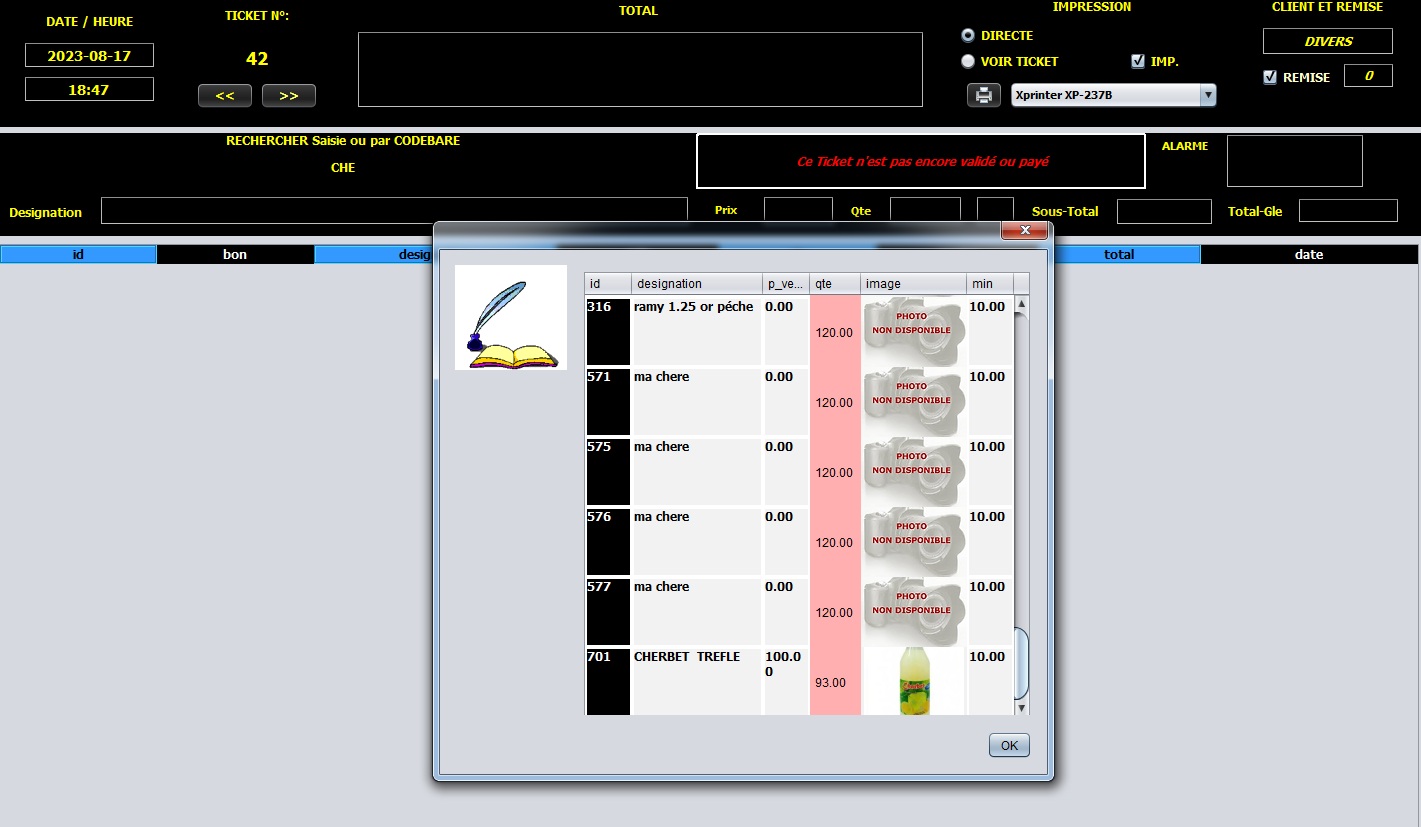 DATE / HEURE
TICKET N°:
TOTAL
IMPRESSION
CLIENT ET REMISE
2023-08-17
42
DIRECTE
DIVERS
18:47
<< >>
VOIR TICKET
IMP.
REMISE
0
Xprinter XP-237B
RECHERCHER Saisie ou par CODEBARE
CHE
Ce Ticket n'est pas encore validé ou payé
ALARME
Designation
Prix
Qte
Sous-Total
Total-Gle
id bon desig total date
id designation p_ve... qte image min
316 ramy 1.25 or péche 0.00 120.00 PHOTO NON DISPONIBLE 10.00
571 ma chere 0.00 120.00 PHOTO NON DISPONIBLE 10.00
575 ma chere 0.00 120.00 PHOTO NON DISPONIBLE 10.00
576 ma chere 0.00 120.00 PHOTO NON DISPONIBLE 10.00
577 ma chere 0.00 120.00 PHOTO NON DISPONIBLE 10.00
701 CHERBET TREFLE 100.00 93.00 10.00
OK